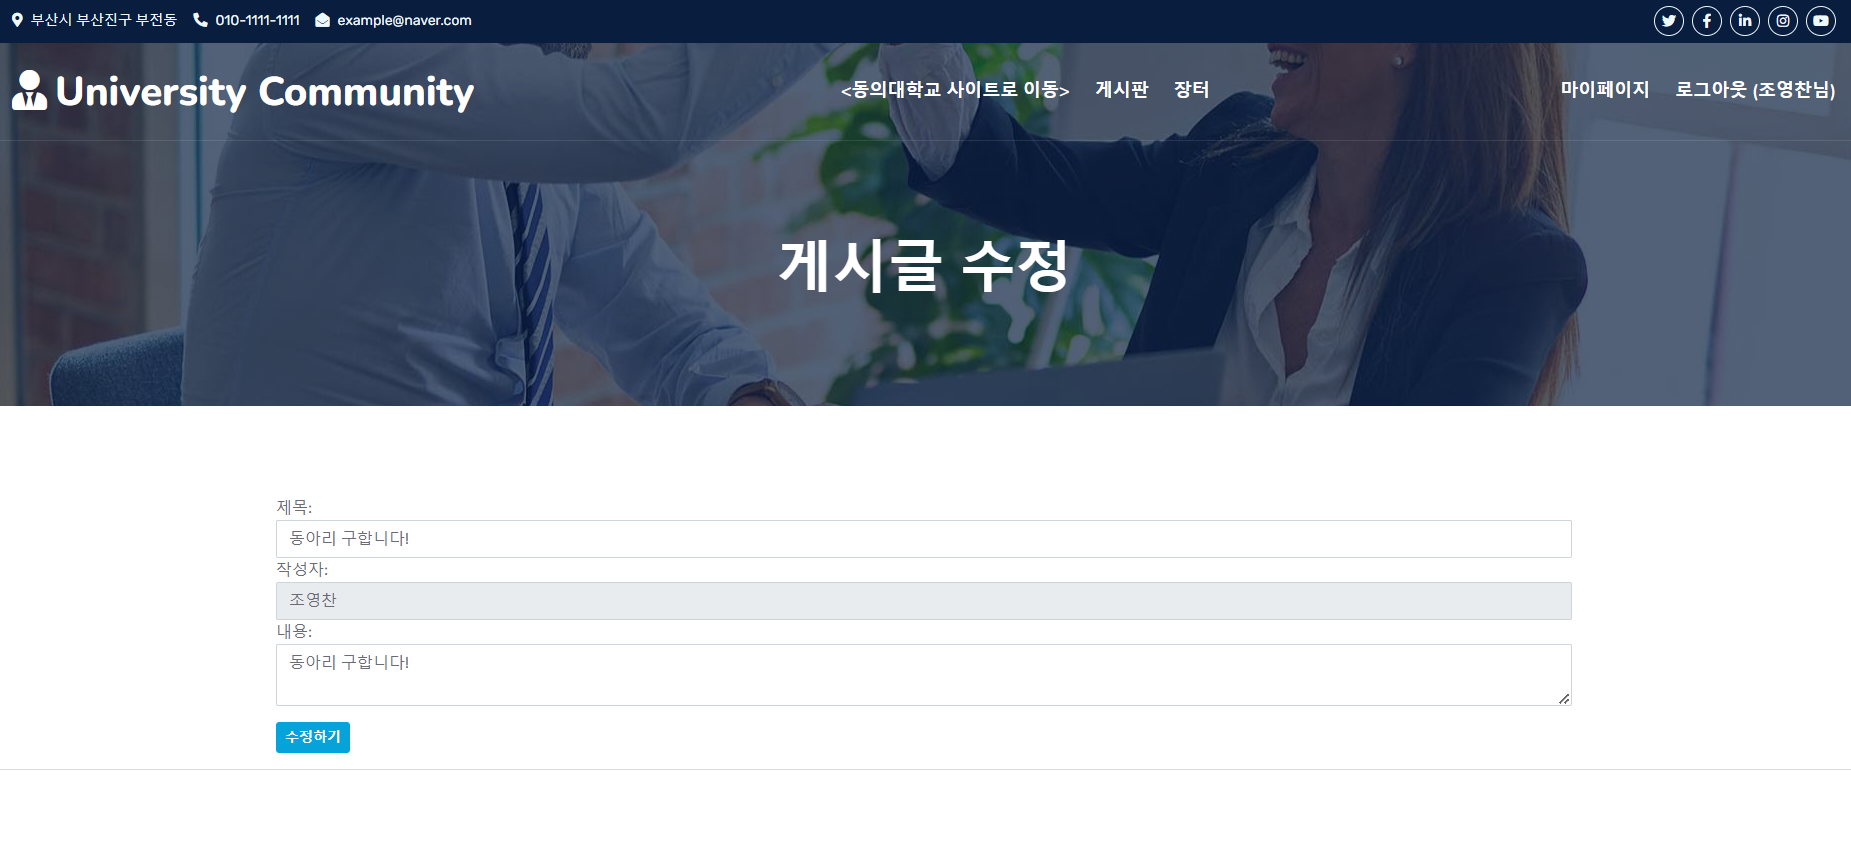 부산시 부산진구 부전동 010-1111-1111 example@naver.com
University Community <동의대학교 사이트로 이동> 게시판 장터 마이페이지 로그아웃 (조영찬님)
게시글 수정
제목:
동아리 구합니다!
작성자:
조영찬
내용:
동아리 구합니다!
수정하기